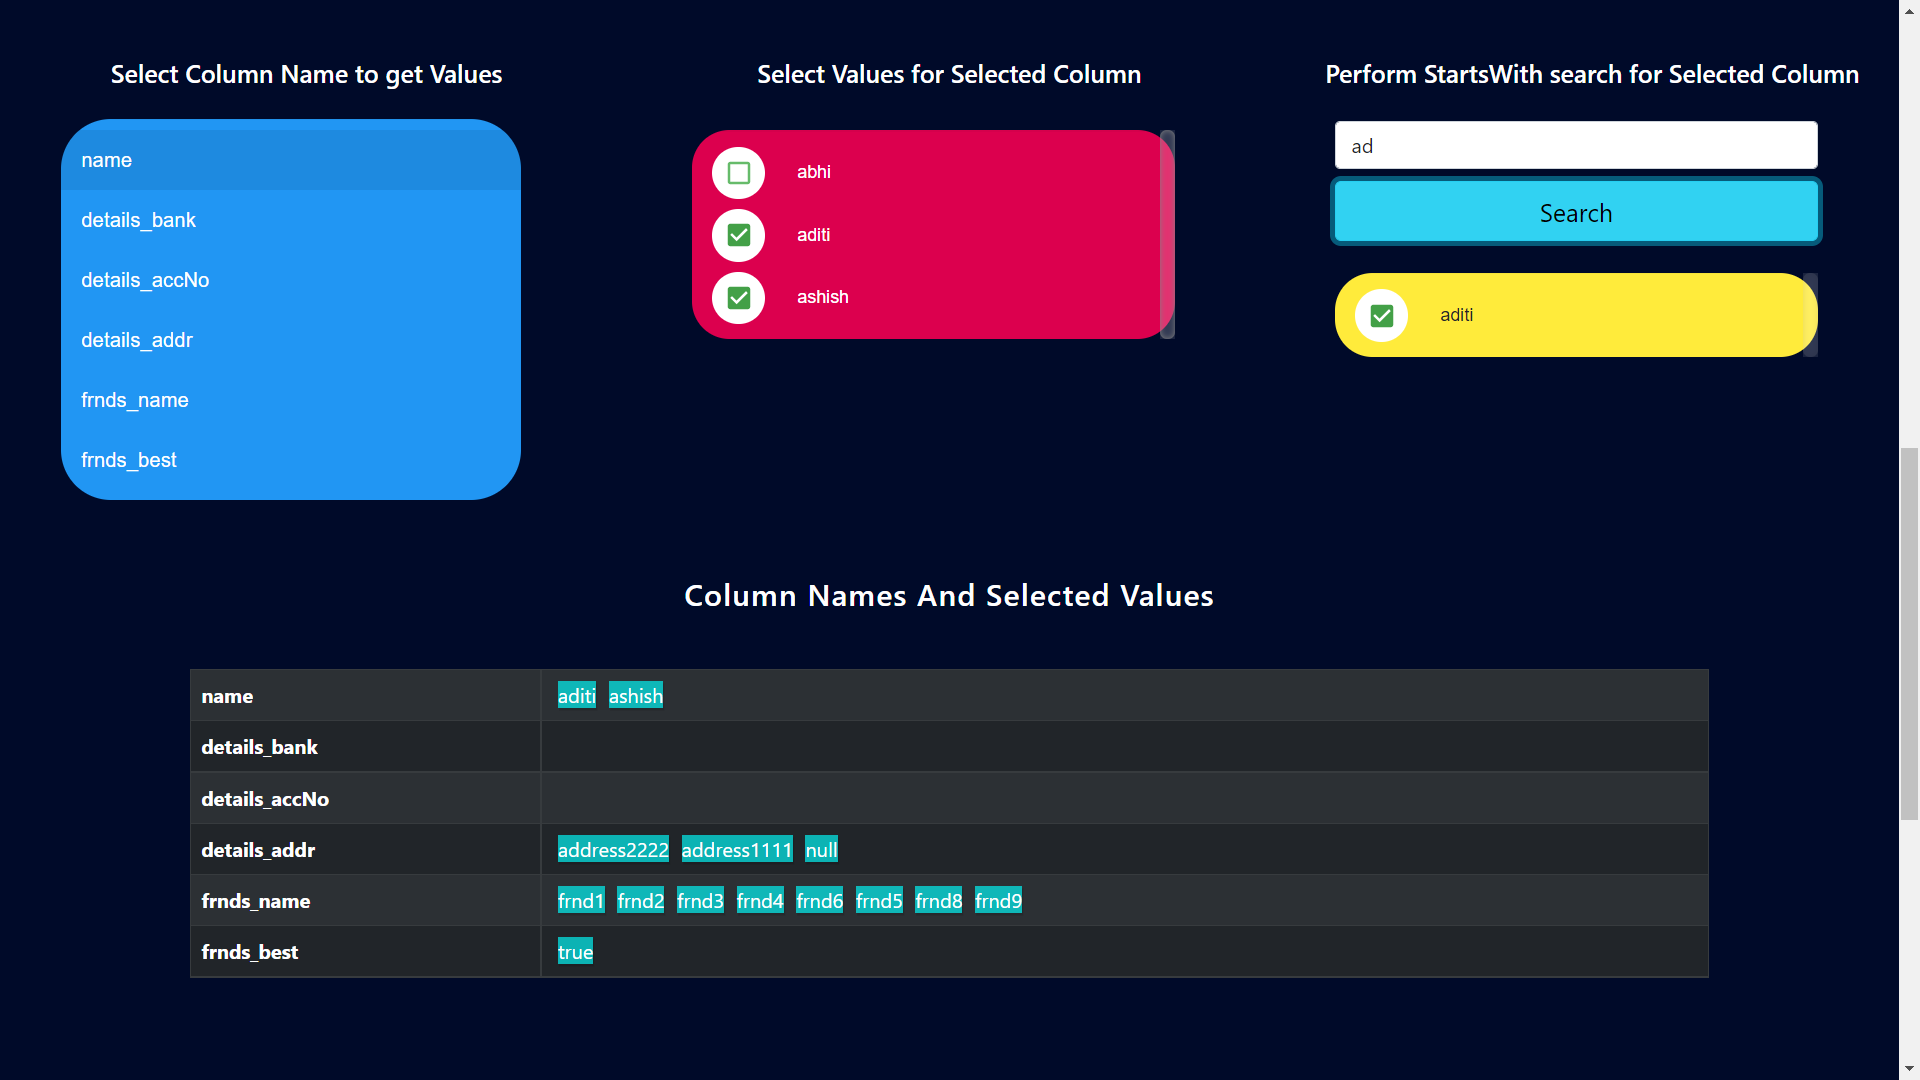 Select Column Name to get Values
name
details_bank
details_accNo
details_addr
frnds_name
frnds_best
Select Values for Selected Column
abhi
aditi
ashish
Perform StartsWith search for Selected Column
ad
Search
aditi
Column Names And Selected Values
name aditi ashish
details_bank
details_accNo
details_addr address2222 address1111 null
frnds_name frnd1 frnd2 frnd3 frnd4 frnd6 frnd5 frnd8 frnd9
frnds_best true